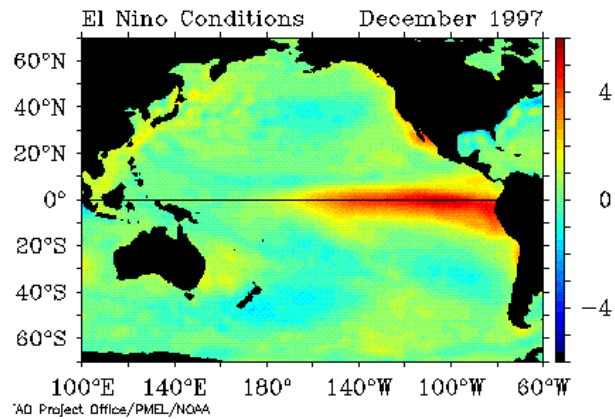 El Nino Conditions December 1997
60°N
40°N
20°N
0°
20°S
40°S
60°S
4
0
-4
100°E 140°E 180° 140°W 100°W 60°W
TAO Project Office/PMEL/NOAA